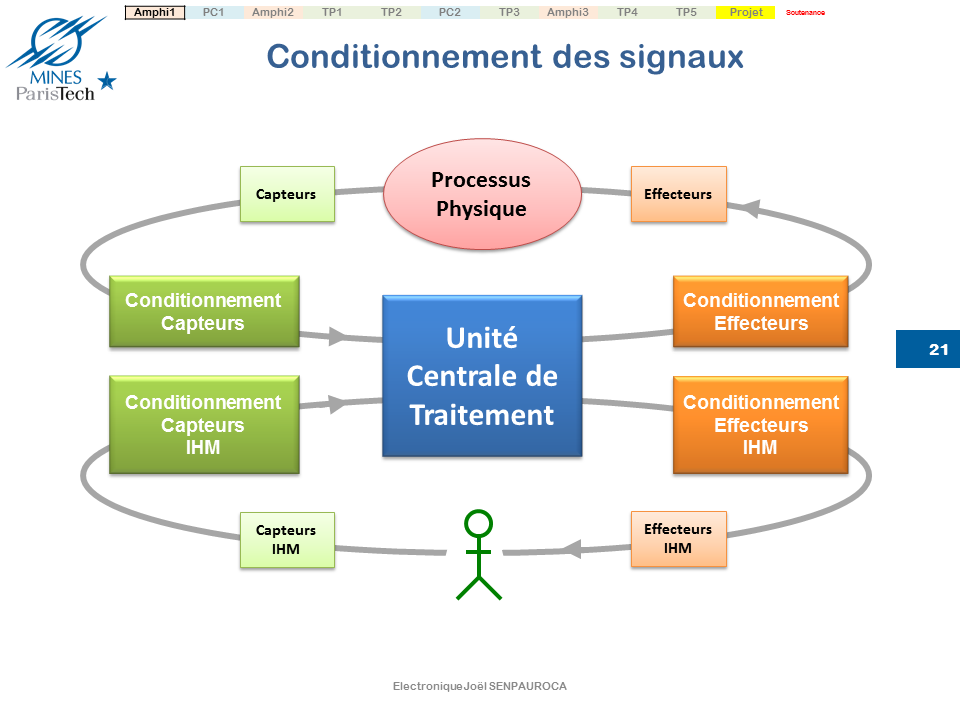 Amphi1 PC1 Amphi2 TP1 TP2 PC2 TP3 Amphi3 TP4 TP5 Projet Soutenance
MINES
ParisTech
Conditionnement des signaux
Capteurs
Processus
Physique
Effecteurs
Conditionnement
Capteurs
Unité
Centrale de
Traitement
Conditionnement
Effecteurs
21
Conditionnement
Capteurs
IHM
Conditionnement
Effecteurs
IHM
Capteurs
IHM
Effecteurs
IHM
ElectroniqueJoël SENPAUROCA